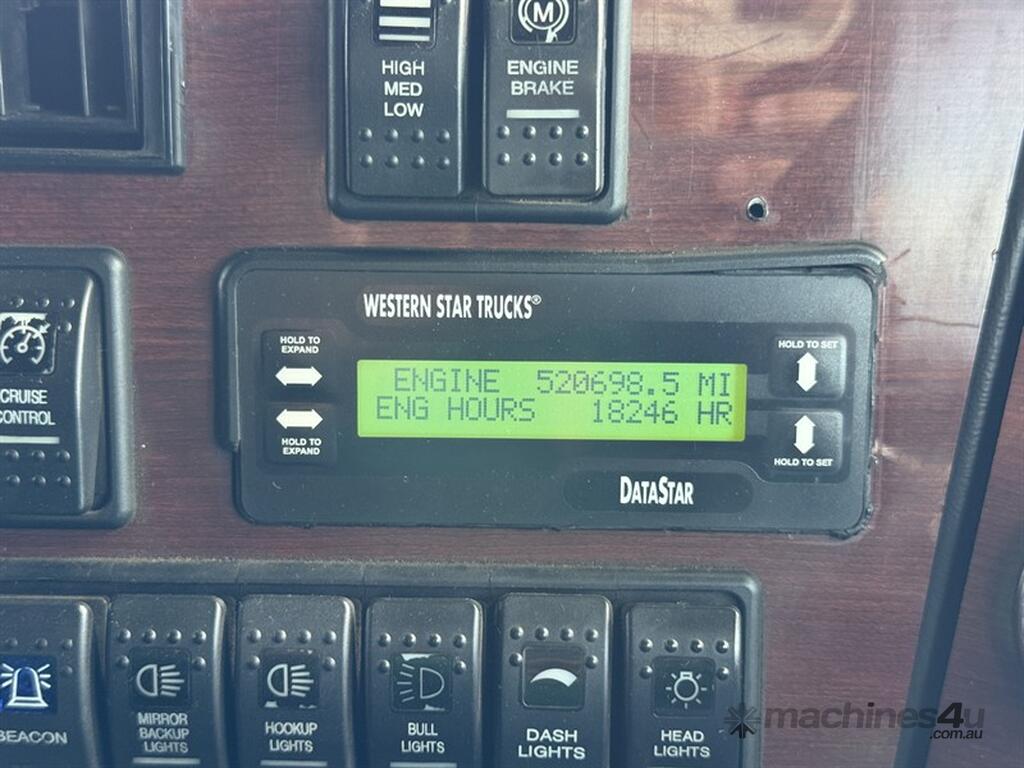 HIGH
MED
LOW
M
ENGINE
BRAKE
WESTERN STAR TRUCKS®
HOLD TO
EXPAND
HOLD TO
EXPAND
ENGINE 520698.5 MI
ENG HOURS 18246 HR
HOLD TO SET
HOLD TO SET
DATASTAR
CRUISE
CONTROL
BEACON
MIRROR
BACKUP
LIGHTS
HOOKUP
LIGHTS
BULL
LIGHTS
DASH
LIGHTS
HEAD
LIGHTS
machines4u
.com.au